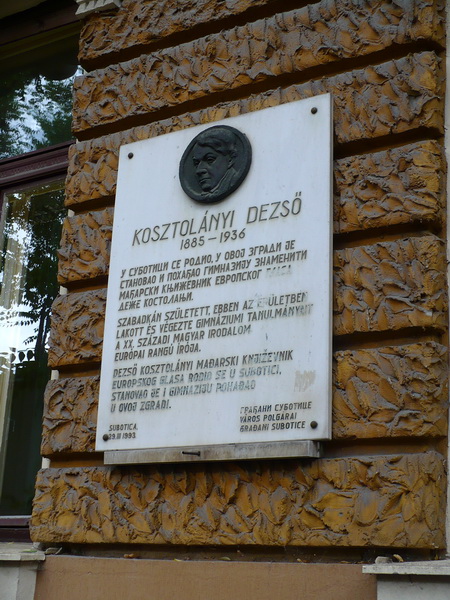 KOSZTOLÁNYI DEZSŐ
1885–1936
У СУБОТИЦИ СЕ РОДИО, У ОВОЈ ЗГРАДИ ЈЕ
СТАНОВАО И ПОХАЂАО ГИМНАЗИЈУ ЗНАМЕНИТИ
МАЂАРСКИ КЊИЖЕВНИК ЕВРОПСКОГ ГЛАСА
ДЕЖЕ КОСТОЛАЊИ.
SZABADKÁN SZÜLETETT, EBBEN AZ ÉPÜLETBEN
LAKOTT ÉS VÉGEZTE GIMNÁZIUMI TANULMÁNYAIT
A XX. SZÁZADI MAGYAR IRODALOM
EURÓPAI RANGÚ ÍRÓJA.
DEZSŐ KOSZTOLÁNYI MAĐARSKI KNJIŽEVNIK
EUROPSKOG GLASA RODIO SE U SUBOTICI.
STANOVAO JE I GIMNAZIJU POHAĐAO
U OVOJ ZGRADI.
SUBOTICA,
29.III 1993.
ГРАЂАНИ СУБОТИЦЕ
VÁROS POLGÁRAI
GRAĐANI SUBOTICE